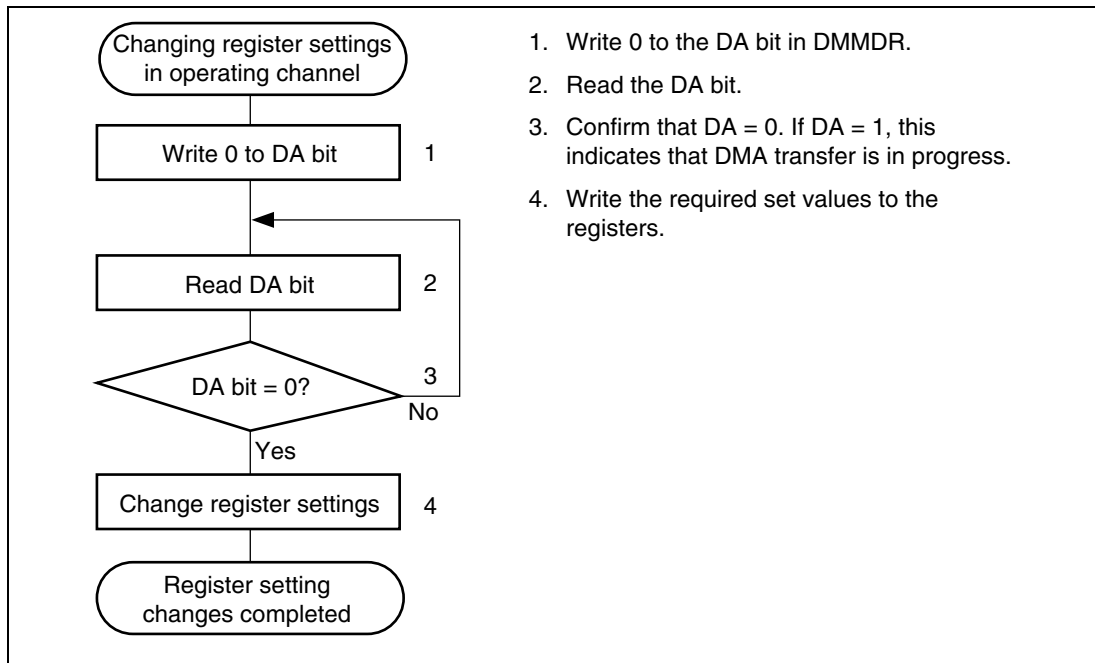 Changing register settings
in operating channel
Write 0 to DA bit
1
Read DA bit
2
DA bit = 0?
3
No
Yes
Change register settings
4
Register setting
changes completed
1. Write 0 to the DA bit in DMMDR.
2. Read the DA bit.
3. Confirm that DA = 0. If DA = 1, this
indicates that DMA transfer is in progress.
4. Write the required set values to the
registers.